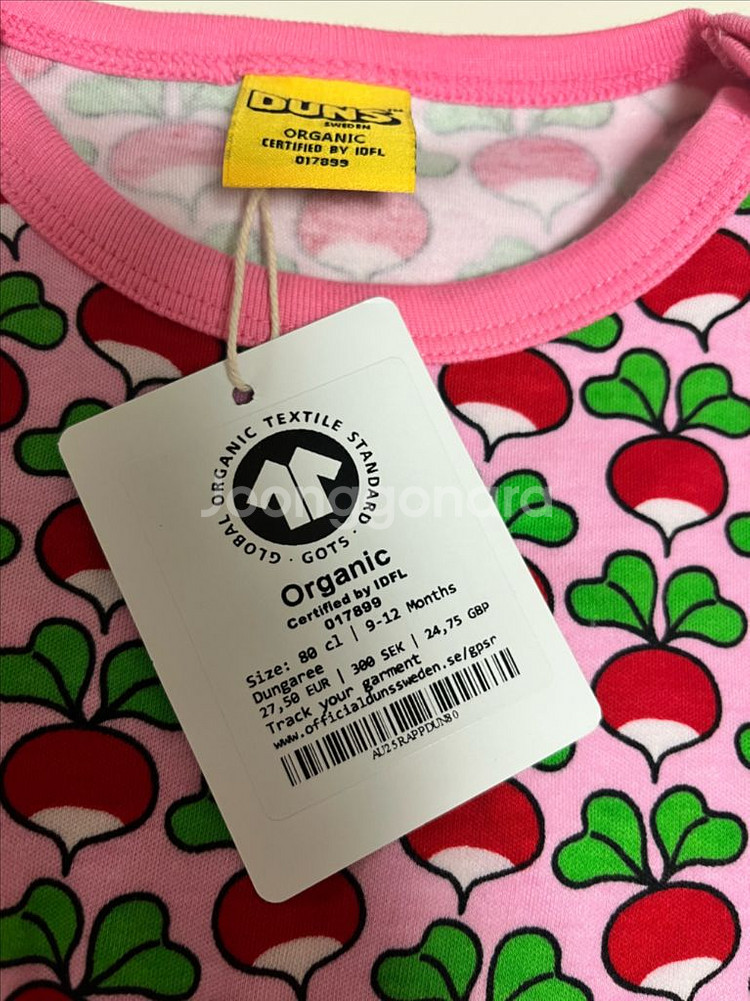 DUNS™
SWEDEN
ORGANIC
CERTIFIED BY IDFL
017899
GLOBAL ORGANIC TEXTILE STANDARD · GOTS ·
joonggonara
Organic
Certified by IDFL
017899
Size: 80 cl | 9-12 Months
Dungaree
27,50 EUR | 300 SEK | 24,75 GBP
Track your garment
www.officialdunssweden.se/gpsr
AU25RAPPDUN80